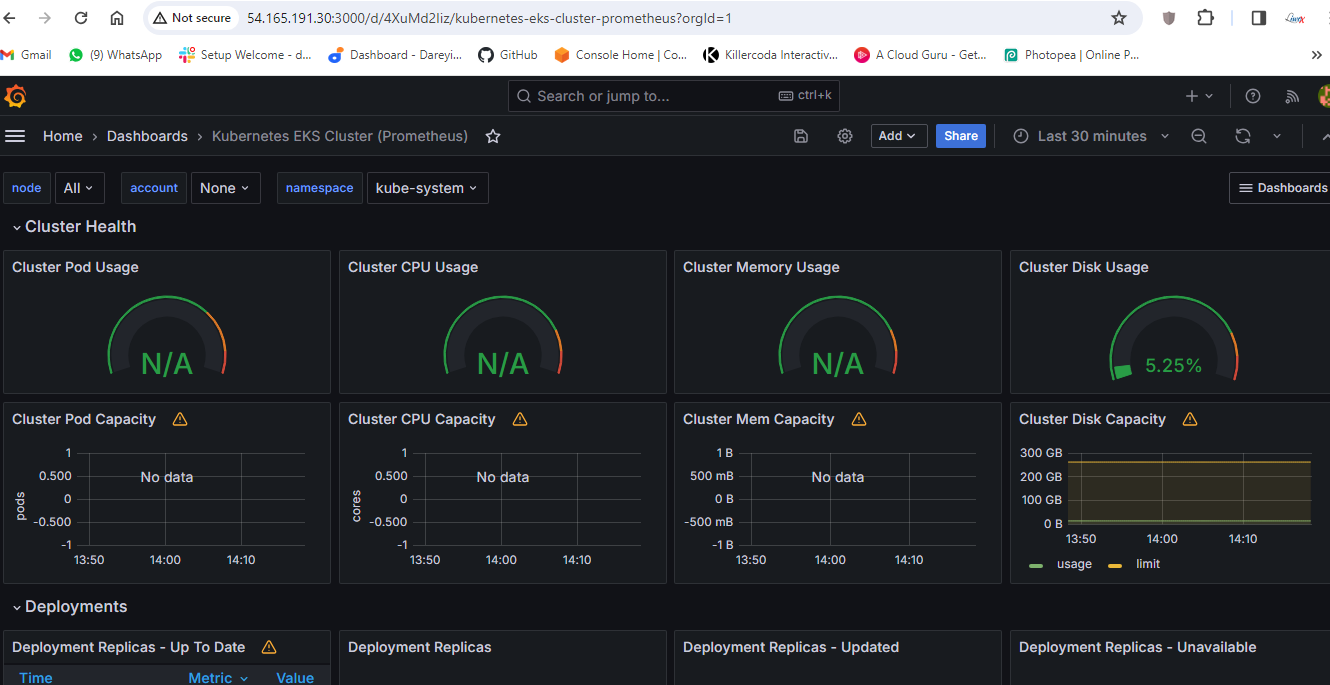 Not secure 54.165.191.30:3000/d/4XuMd2Iiz/kubernetes-eks-cluster-prometheus?orgId=1
Gmail (9) WhatsApp Setup Welcome - d... Dashboard - Dareyi... GitHub Console Home | Co... Killercoda Interactiv... A Cloud Guru - Get... Photopea | Online P... »
Search or jump to... ctrl+k
Home › Dashboards › Kubernetes EKS Cluster (Prometheus) Add Share Last 30 minutes
node All account None namespace kube-system Dashboards
Cluster Health
Cluster Pod Usage Cluster CPU Usage Cluster Memory Usage Cluster Disk Usage
N/A N/A N/A 5.25%
Cluster Pod Capacity Cluster CPU Capacity Cluster Mem Capacity Cluster Disk Capacity
pods
1
0.500
0
-0.500
-1
No data
13:50 14:00 14:10
cores
1
0.500
0
-0.500
-1
No data
13:50 14:00 14:10
1 B
500 mB
0 B
-500 mB
-1 B
No data
13:50 14:00 14:10
300 GB
200 GB
100 GB
0 B
13:50 14:00 14:10
usage limit
Deployments
Deployment Replicas - Up To Date Deployment Replicas Deployment Replicas - Updated Deployment Replicas - Unavailable
Time Metric Value